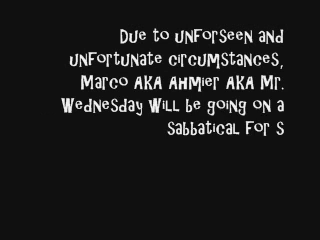 Due to unforseen and
unfortunate circumstances,
Marco AKA Ahmier AKA Mr.
Wednesday will be going on a
Sabbatical for s